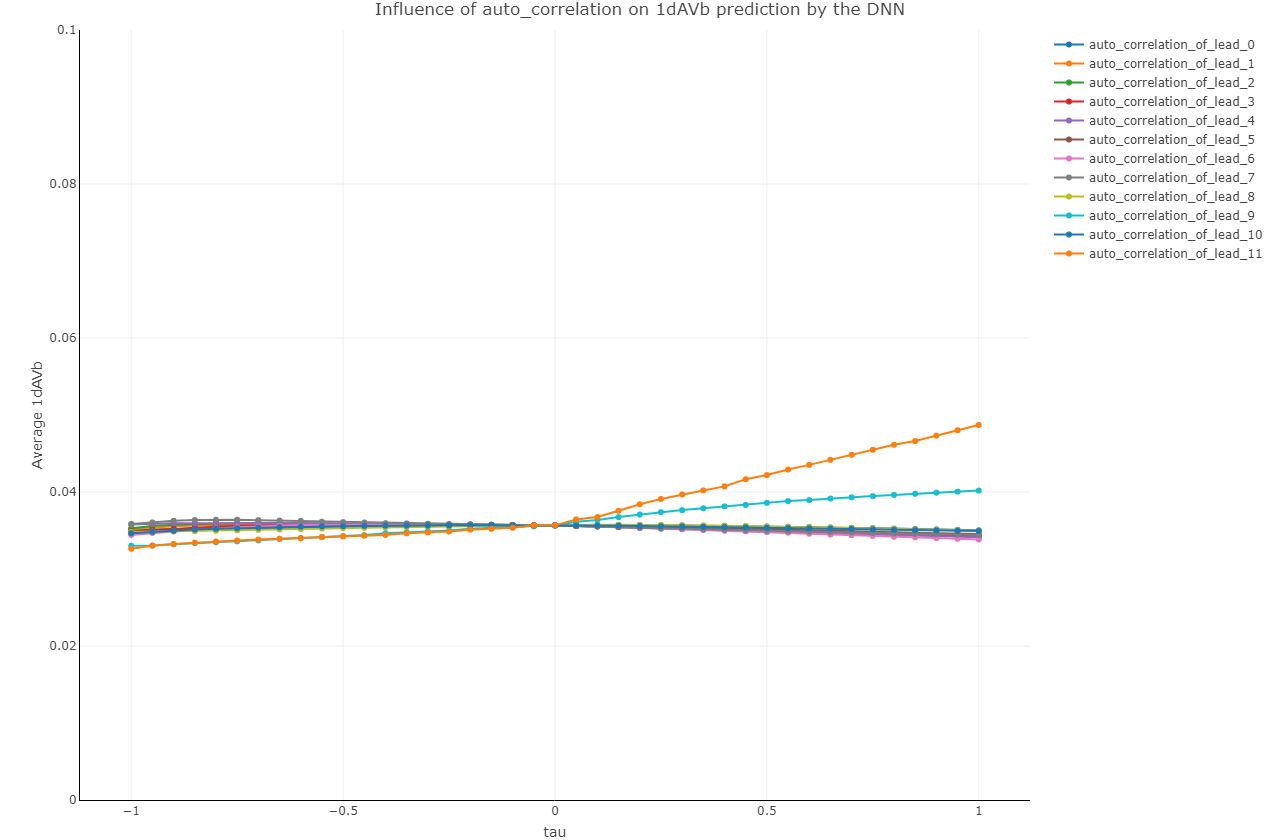 Influence of auto_correlation on 1dAVb prediction by the DNN
0.1
0.08
0.06
0.04
0.02
0
Average 1dAVb
−1
−0.5
0
0.5
1
tau
auto_correlation_of_lead_0
auto_correlation_of_lead_1
auto_correlation_of_lead_2
auto_correlation_of_lead_3
auto_correlation_of_lead_4
auto_correlation_of_lead_5
auto_correlation_of_lead_6
auto_correlation_of_lead_7
auto_correlation_of_lead_8
auto_correlation_of_lead_9
auto_correlation_of_lead_10
auto_correlation_of_lead_11